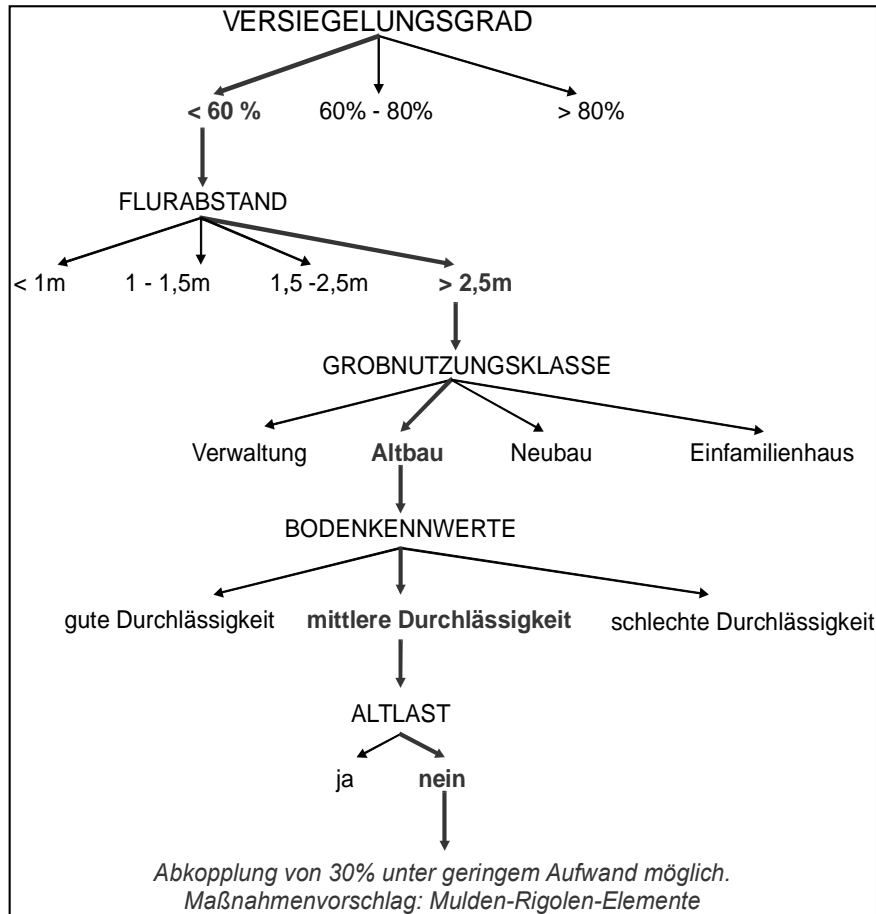 VERSIEGELUNGSGRAD
< 60 % 60% - 80% > 80%
FLURABSTAND
< 1m 1 - 1,5m 1,5 -2,5m > 2,5m
GROBNUTZUNGSKLASSE
Verwaltung Altbau Neubau Einfamilienhaus
BODENKENNWERTE
gute Durchlässigkeit mittlere Durchlässigkeit schlechte Durchlässigkeit
ALTLAST
ja nein
Abkopplung von 30% unter geringem Aufwand möglich.
Maßnahmenvorschlag: Mulden-Rigolen-Elemente